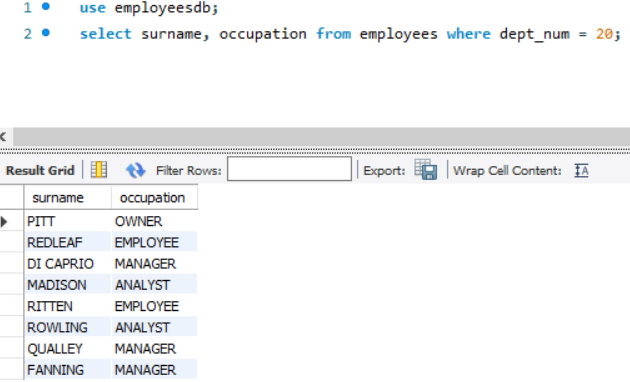 1 use employeesdb;
2 select surname, occupation from employees where dept_num = 20;
Result Grid Filter Rows: Export: Wrap Cell Content: IA
surname occupation
PITT OWNER
REDLEAF EMPLOYEE
DI CAPRIO MANAGER
MADISON ANALYST
RITTEN EMPLOYEE
ROWLING ANALYST
QUALLEY MANAGER
FANNING MANAGER